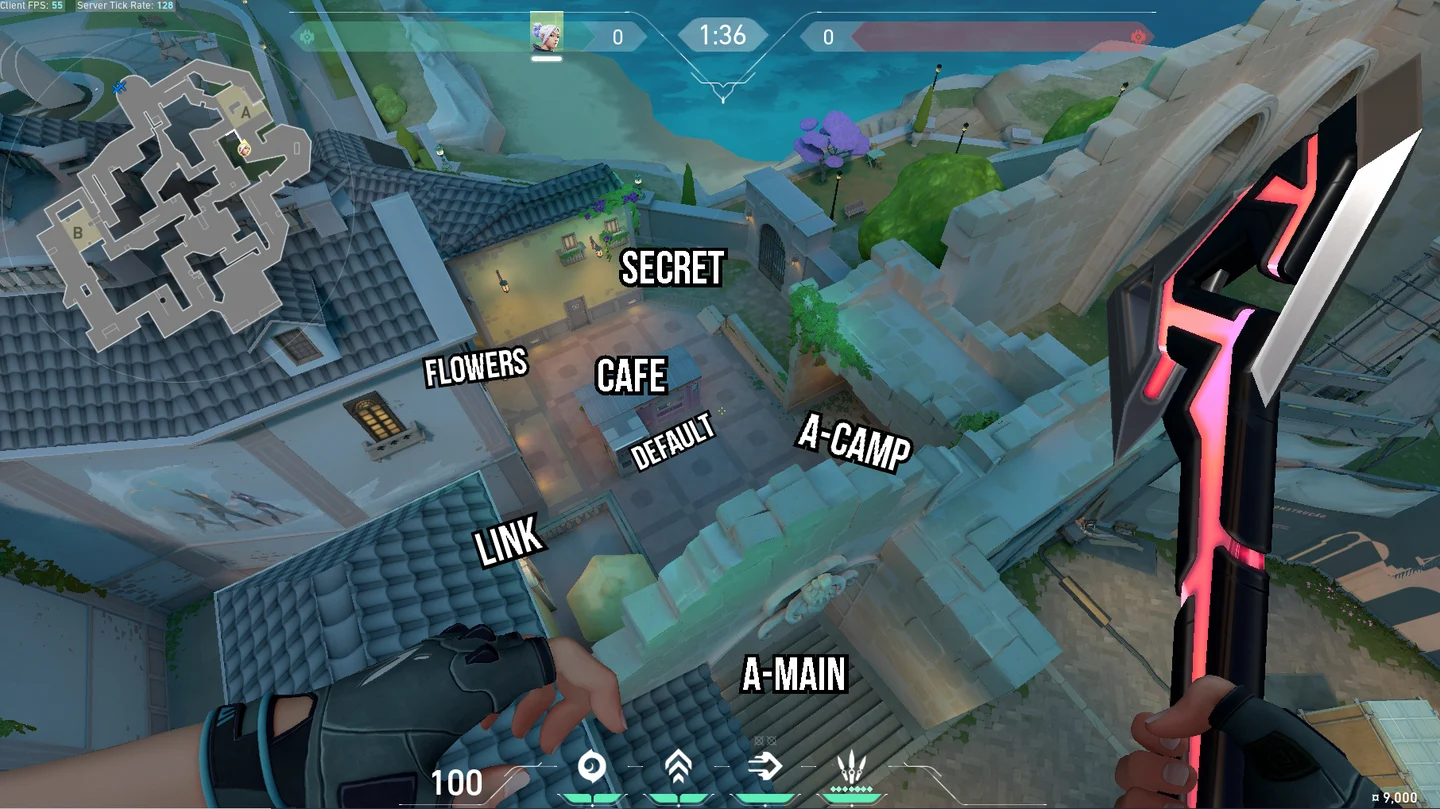 Client FPS: 55 Server Tick Rate: 128
0 1:36 0
A
B
SECRET
FLOWERS
CAFE
DEFAULT
A-CAMP
LINK
A-MAIN
100
¤ 9,000